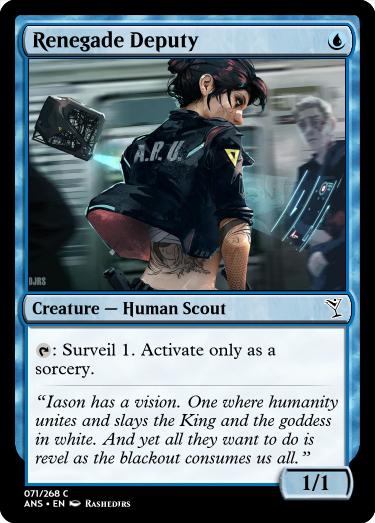 Renegade Deputy
A.R.U.
DJRS
Creature — Human Scout
: Surveil 1. Activate only as a
sorcery.
“Iason has a vision. One where humanity
unites and slays the King and the goddess
in white. And yet all they want to do is
revel as the blackout consumes us all.”
1/1
071/268 C
ANS • EN Rashedjrs